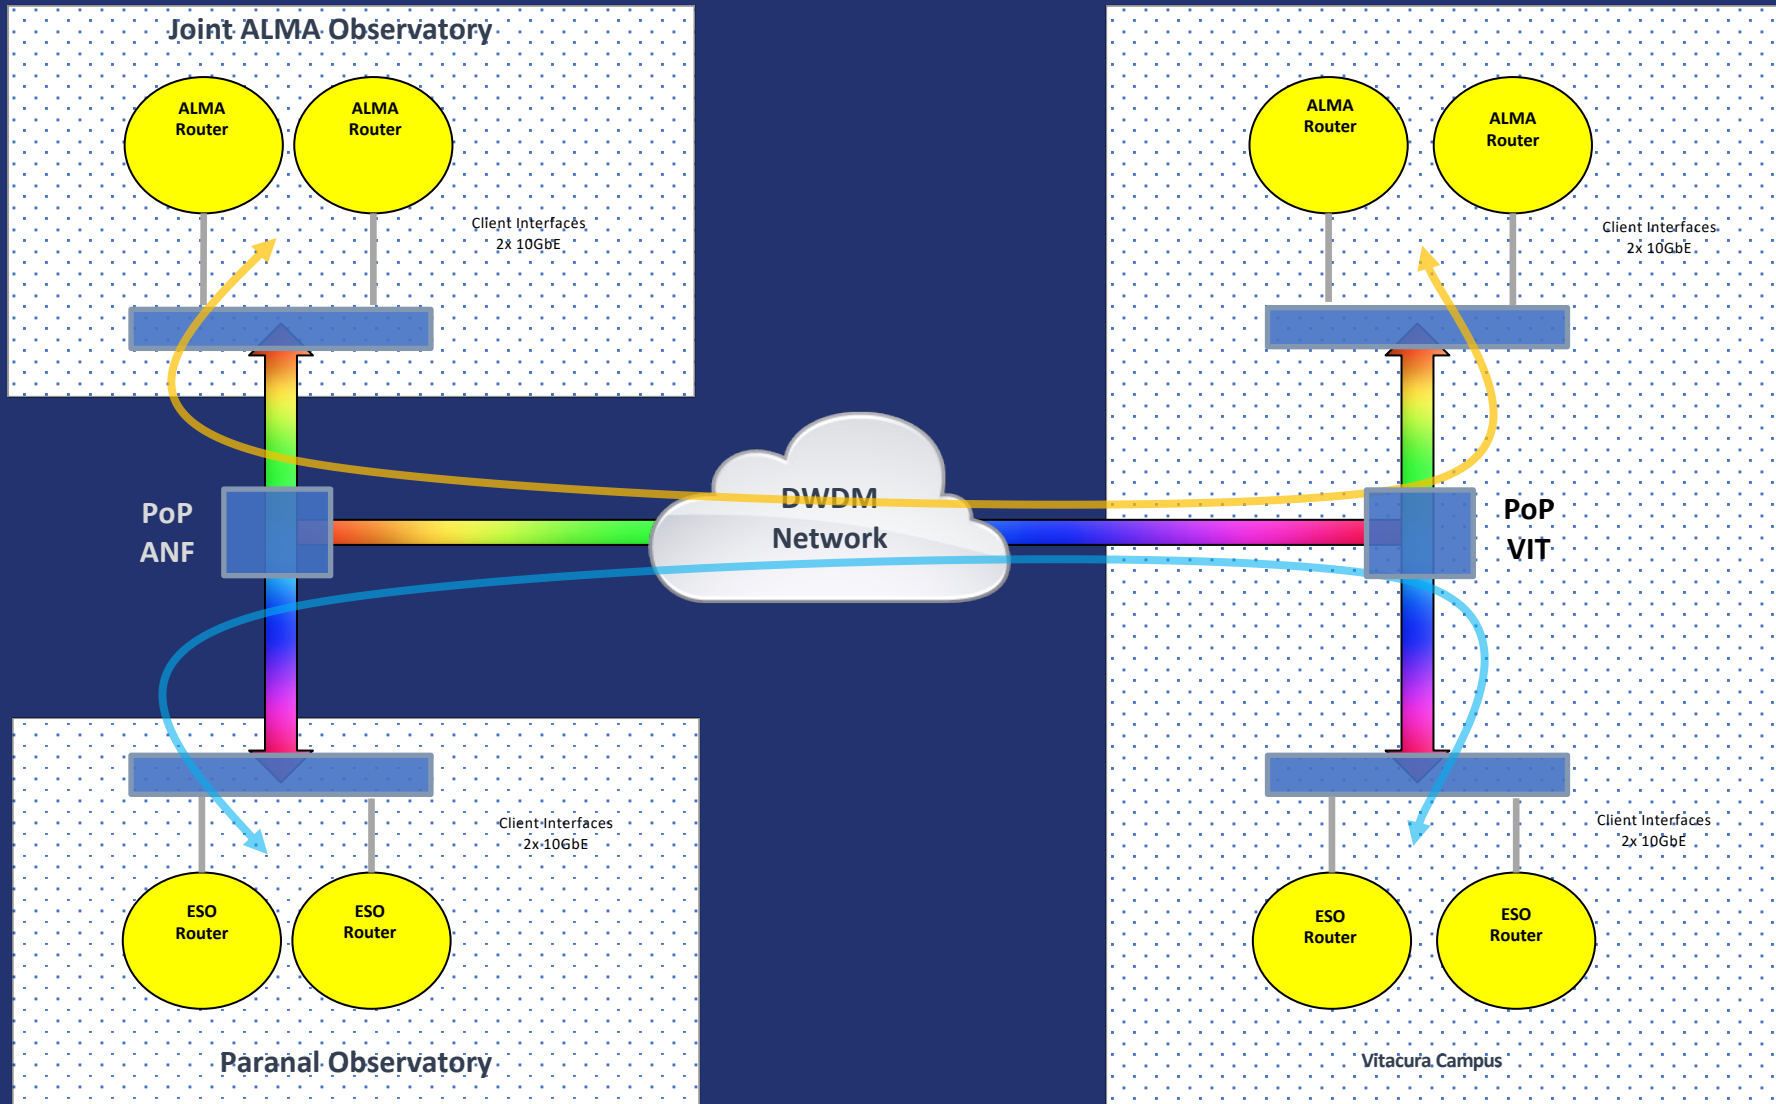 Joint ALMA Observatory
ALMA
Router
ALMA
Router
Client Interfaces
2x 10GbE
ALMA
Router
ALMA
Router
Client Interfaces
2x 10GbE
PoP
ANF
DWDM
Network
PoP
VIT
Client Interfaces
2x 10GbE
ESO
Router
ESO
Router
Paranal Observatory
Client Interfaces
2x 10GbE
ESO
Router
ESO
Router
Vitacura Campus